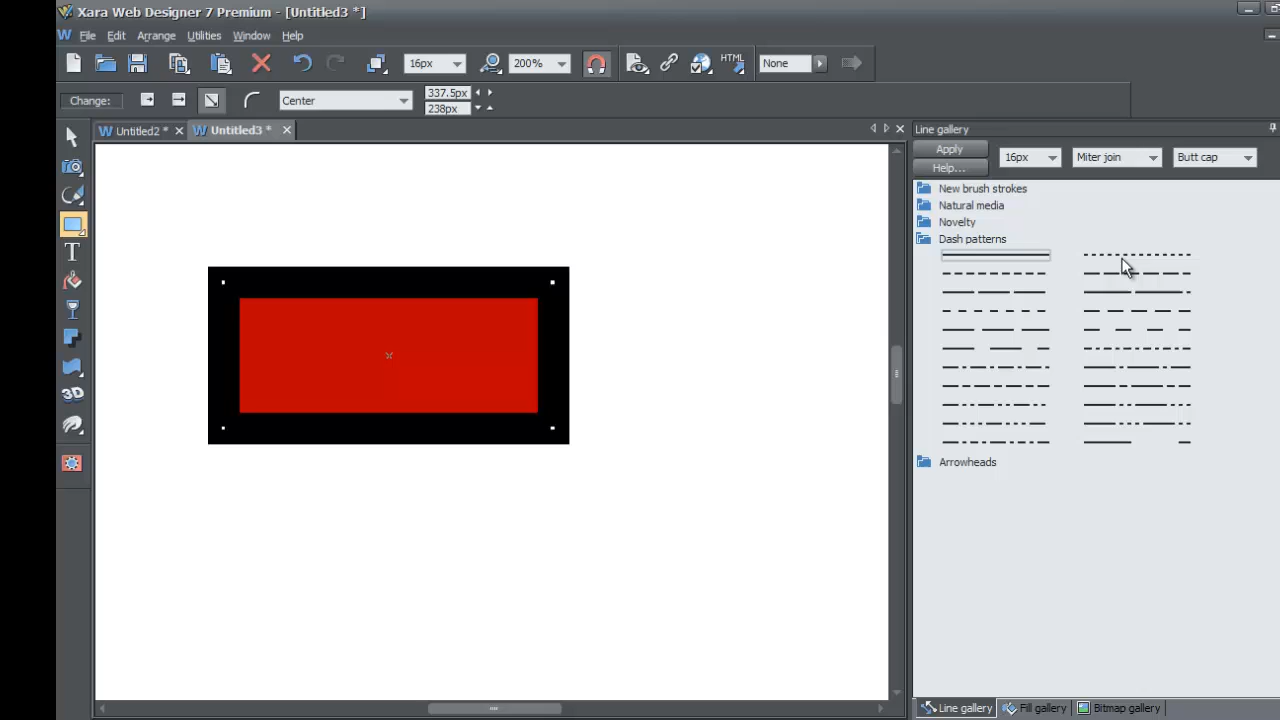 Xara Web Designer 7 Premium - [Untitled3 *]
File Edit Arrange Utilities Window Help
16px 200% HTML None
Change: Center 337.5px
238px
Untitled2 * Untitled3 * Line gallery
Apply 16px Miter join Butt cap
Help...
New brush strokes
Natural media
Novelty
Dash patterns
T
3D
Arrowheads
Line gallery Fill gallery Bitmap gallery